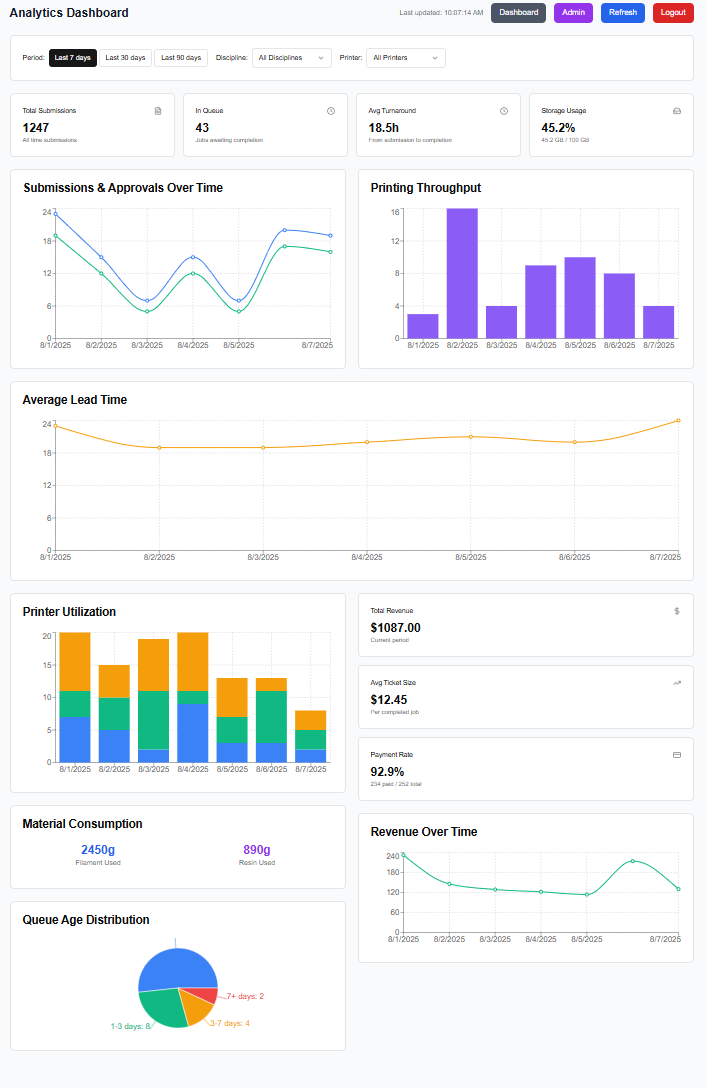 Analytics Dashboard
Last updated: 10:07:14 AM
Dashboard
Admin
Refresh
Logout
Period:
Last 7 days
Last 30 days
Last 90 days
Discipline:
All Disciplines
Printer:
All Printers
Total Submissions
1247
All time submissions
In Queue
43
Jobs awaiting completion
Avg Turnaround
18.5h
From submission to completion
Storage Usage
45.2%
45.2 GB / 100 GB
Submissions & Approvals Over Time
24
18
12
6
0
8/1/2025
8/2/2025
8/3/2025
8/4/2025
8/5/2025
8/7/2025
Printing Throughput
16
12
8
4
0
8/1/2025
8/2/2025
8/3/2025
8/4/2025
8/5/2025
8/6/2025
8/7/2025
Average Lead Time
24
18
12
6
0
8/1/2025
8/2/2025
8/3/2025
8/4/2025
8/5/2025
8/6/2025
8/7/2025
Printer Utilization
20
15
10
5
0
8/1/2025
8/2/2025
8/3/2025
8/4/2025
8/5/2025
8/6/2025
8/7/2025
Total Revenue
$
$1087.00
Current period
Avg Ticket Size
$12.45
Per completed job
Payment Rate
92.9%
234 paid / 252 total
Material Consumption
2450g
Filament Used
890g
Resin Used
Revenue Over Time
240
180
120
60
0
8/1/2025
8/2/2025
8/3/2025
8/4/2025
8/5/2025
8/7/2025
Queue Age Distribution
7+ days: 2
3-7 days: 4
1-3 days: 8